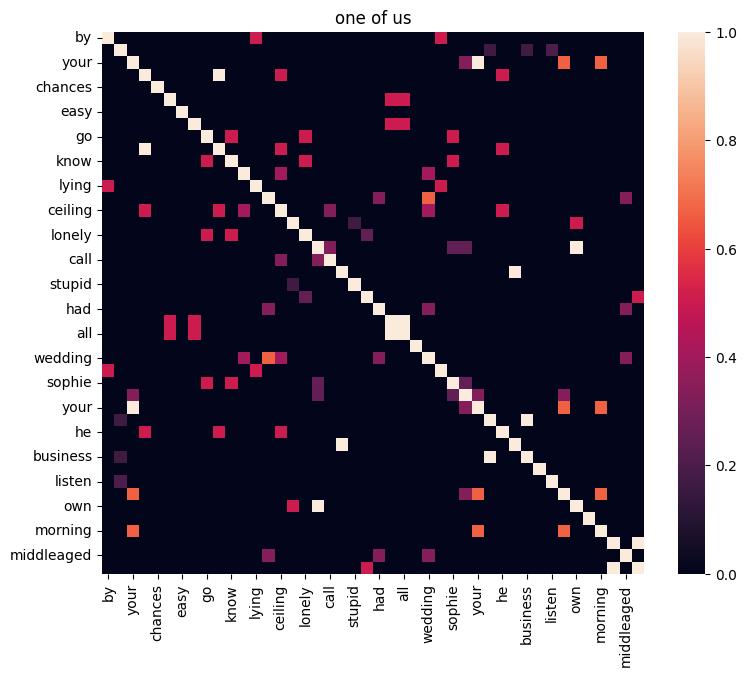 one of us
by
your
chances
easy
go
know
lying
ceiling
lonely
call
stupid
had
all
wedding
sophie
your
he
business
listen
own
morning
middleaged
by
your
chances
easy
go
know
lying
ceiling
lonely
call
stupid
had
all
wedding
sophie
your
he
business
listen
own
morning
middleaged
1.0
0.8
0.6
0.4
0.2
0.0